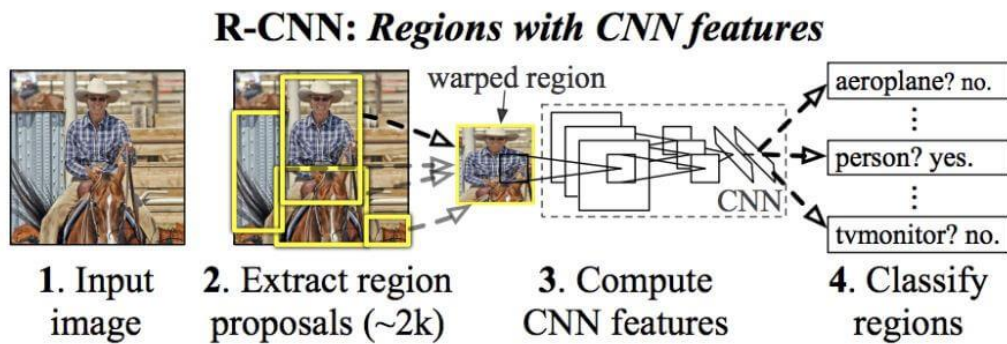 R-CNN: Regions with CNN features
warped region
aeroplane? no.
⋮
person? yes.
⋮
tvmonitor? no.
CNN
1. Input
image
2. Extract region
proposals (~2k)
3. Compute
CNN features
4. Classify
regions